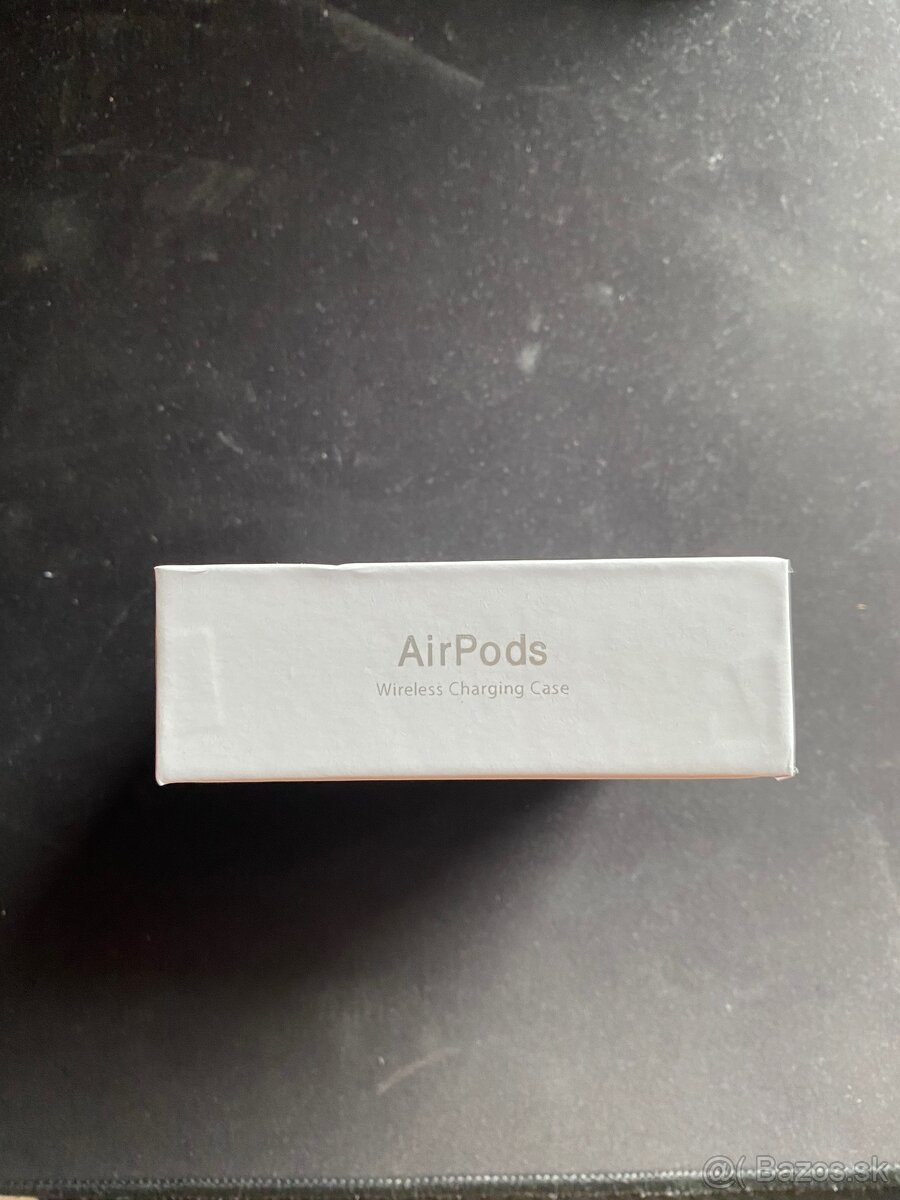 AirPods
Wireless Charging Case
@( Bazos.sk